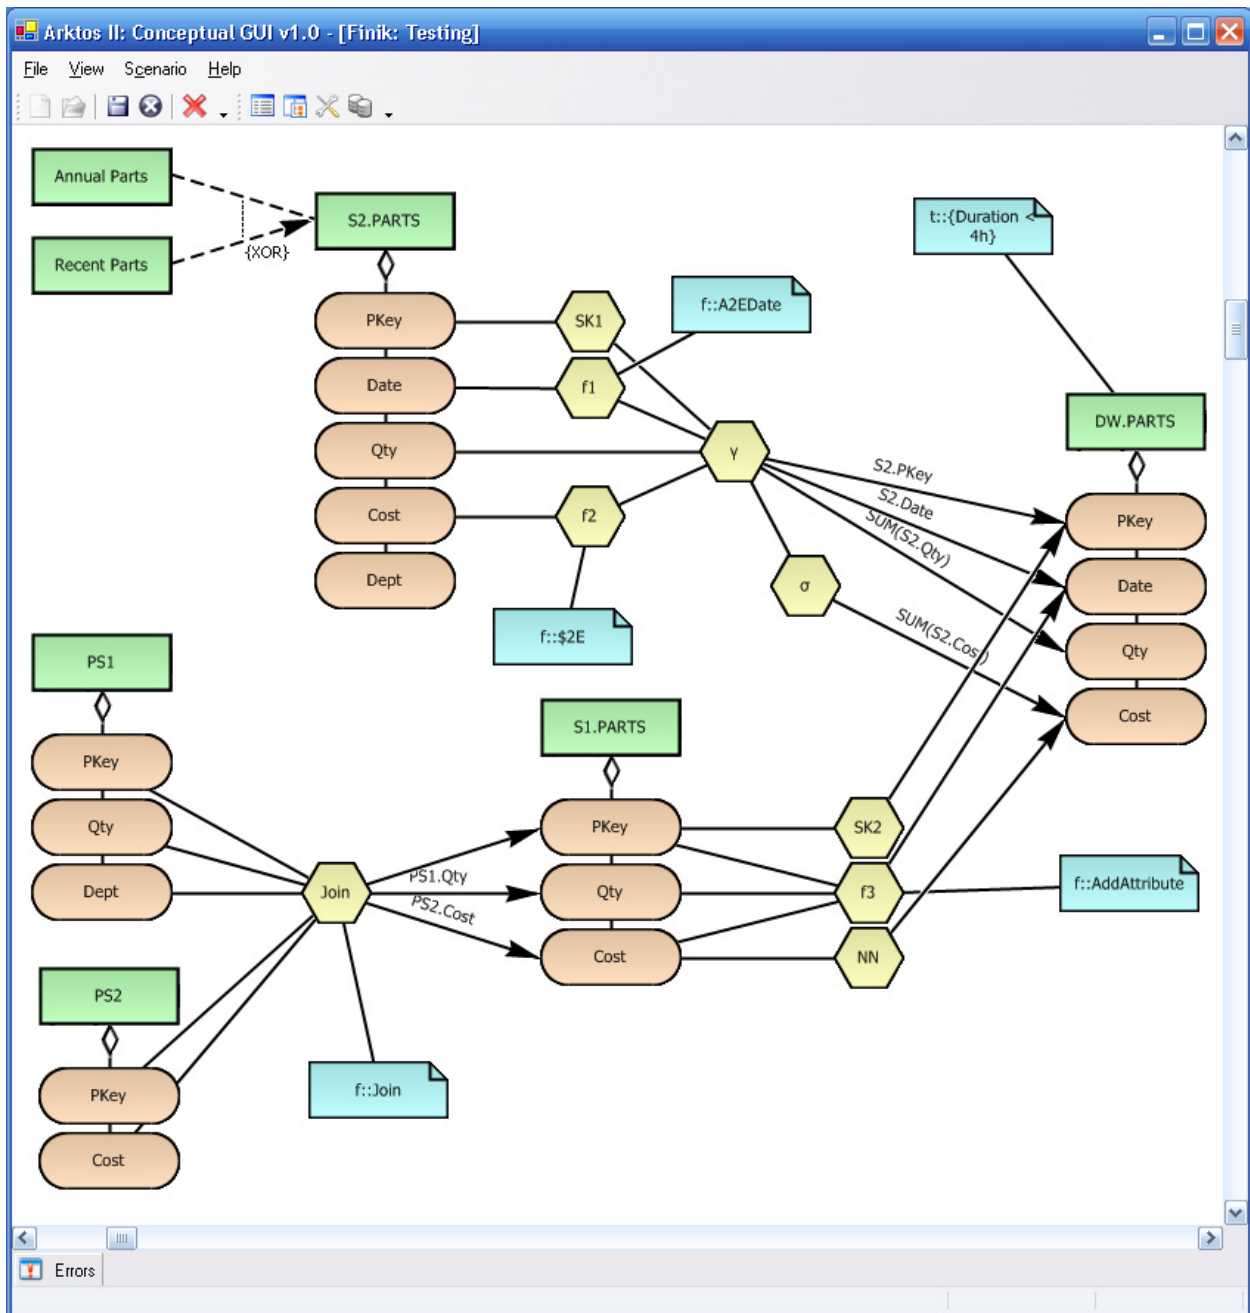 Arktos II: Conceptual GUI v1.0 - [Finik: Testing]
File View Scenario Help
Annual Parts
Recent Parts
{XOR}
S2.PARTS
PKey
Date
Qty
Cost
Dept
SK1
f1
f2
f::A2EDate
f::$2E
γ
σ
t::{Duration <
4h}
S2.PKey
S2.Date
SUM(S2.Qty)
SUM(S2.Cost)
DW.PARTS
PKey
Date
Qty
Cost
PS1
PKey
Qty
Dept
PS2
PKey
Cost
Join
f::Join
PS1.Qty
PS2.Cost
S1.PARTS
PKey
Qty
Cost
SK2
f3
NN
f::AddAttribute
Errors